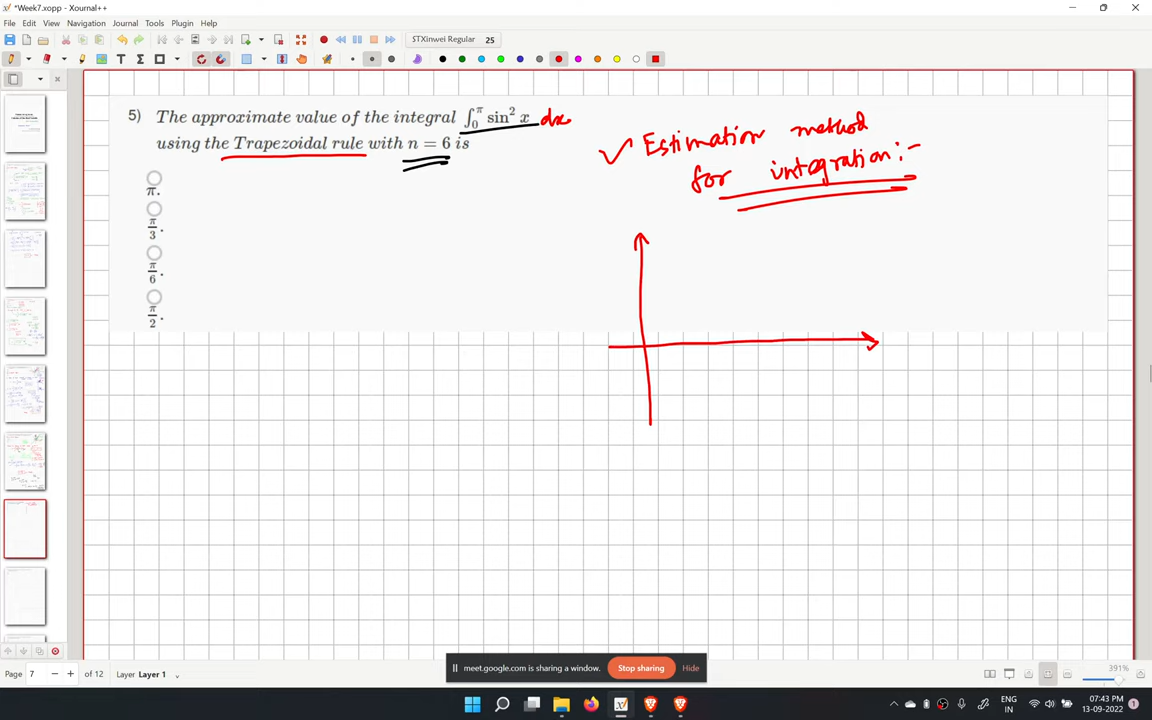 *Week7.xopp - Xournal++
File Edit View Navigation Journal Tools Plugin Help
STXinwei Regular 25
5) The approximate value of the integral ∫₀^π sin² x dx
using the Trapezoidal rule with n = 6 is
π.
π/3.
π/6.
π/2.
✓ Estimation method
for integration :-
meet.google.com is sharing a window. Stop sharing Hide
Page 7 of 12 Layer Layer 1
391%
ENG
IN
07:43 PM
13-09-2022